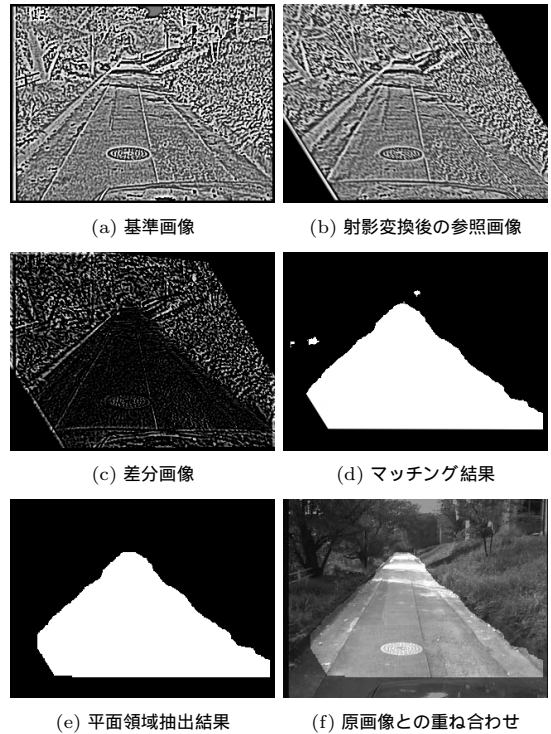 (a) 基準画像
(b) 射影変換後の参照画像
(c) 差分画像
(d) マッチング結果
(e) 平面領域抽出結果
(f) 原画像との重ね合わせ